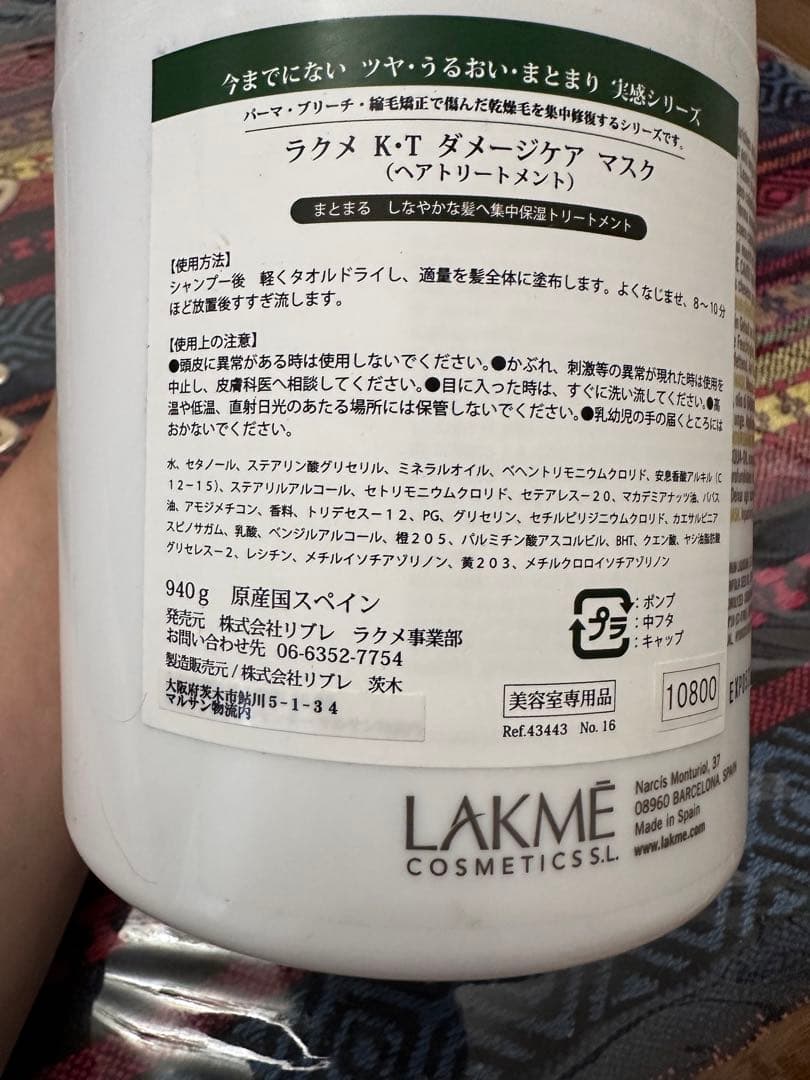 今までにない ツヤ・うるおい・まとまり 実感シリーズ
パーマ・ブリーチ・縮毛矯正で傷んだ乾燥毛を集中修復するシリーズです。
ラクメ K・T ダメージケア マスク
(ヘアトリートメント)
まとまる しなやかな髪へ集中保湿トリートメント
【使用方法】
シャンプー後 軽くタオルドライし、適量を髪全体に塗布します。よくなじませ、8～10分
ほど放置後すすぎ流します。
【使用上の注意】
●頭皮に異常がある時は使用しないでください。●かぶれ、刺激等の異常が現れた時は使用を
中止し、皮膚科医へ相談してください。●目に入った時は、すぐに洗い流してください。●高
温や低温、直射日光のあたる場所には保管しないでください。●乳幼児の手の届くところには
おかないでください。
水、セタノール、ステアリン酸グリセリル、ミネラルオイル、ベヘントリモニウムクロリド、安息香酸アルキル(C
12-15)、ステアリルアルコール、セトリモニウムクロリド、セテアレス-20、マカデミアナッツ油、ババス
油、アモジメチコン、香料、トリデセス-12、PG、グリセリン、セチルピリジニウムクロリド、カエサルピニア
スピノサガム、乳酸、ベンジルアルコール、橙205、パルミチン酸アスコルビル、BHT、クエン酸、ヤシ油脂肪酸
グリセレス-2、レシチン、メチルイソチアゾリノン、黄203、メチルクロロイソチアゾリノン
940g 原産国スペイン
発売元 株式会社リブレ ラクメ事業部
お問い合わせ先 06-6352-7754
製造販売元/株式会社リブレ 茨木
大阪府茨木市鮎川5-1-34
マルサン物流内
プラ
:ポンプ
:中フタ
:キャップ
美容室専用品
10800
Ref.43443 No.16
LAKMĒ
COSMETICS S.L.
Narcís Monturiol, 37
08960 BARCELONA, SPAIN
Made in Spain
www.lakme.com